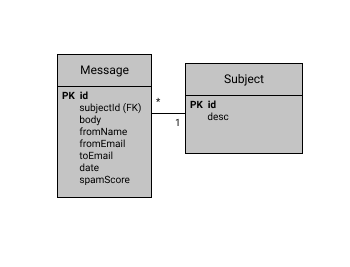 Message
PK id
subjectId (FK)
body
fromName
fromEmail
toEmail
date
spamScore
*
1
Subject
PK id
desc